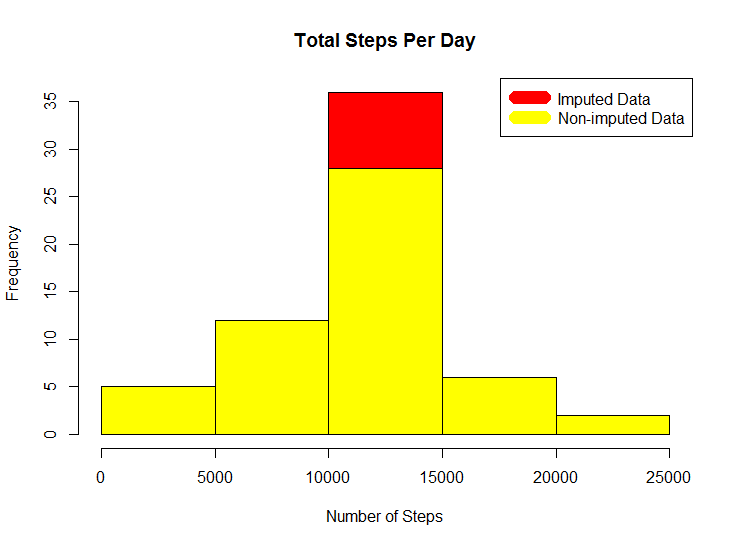 Total Steps Per Day
Imputed Data
Non-imputed Data
35
30
25
20
15
10
5
0
Frequency
0 5000 10000 15000 20000 25000
Number of Steps